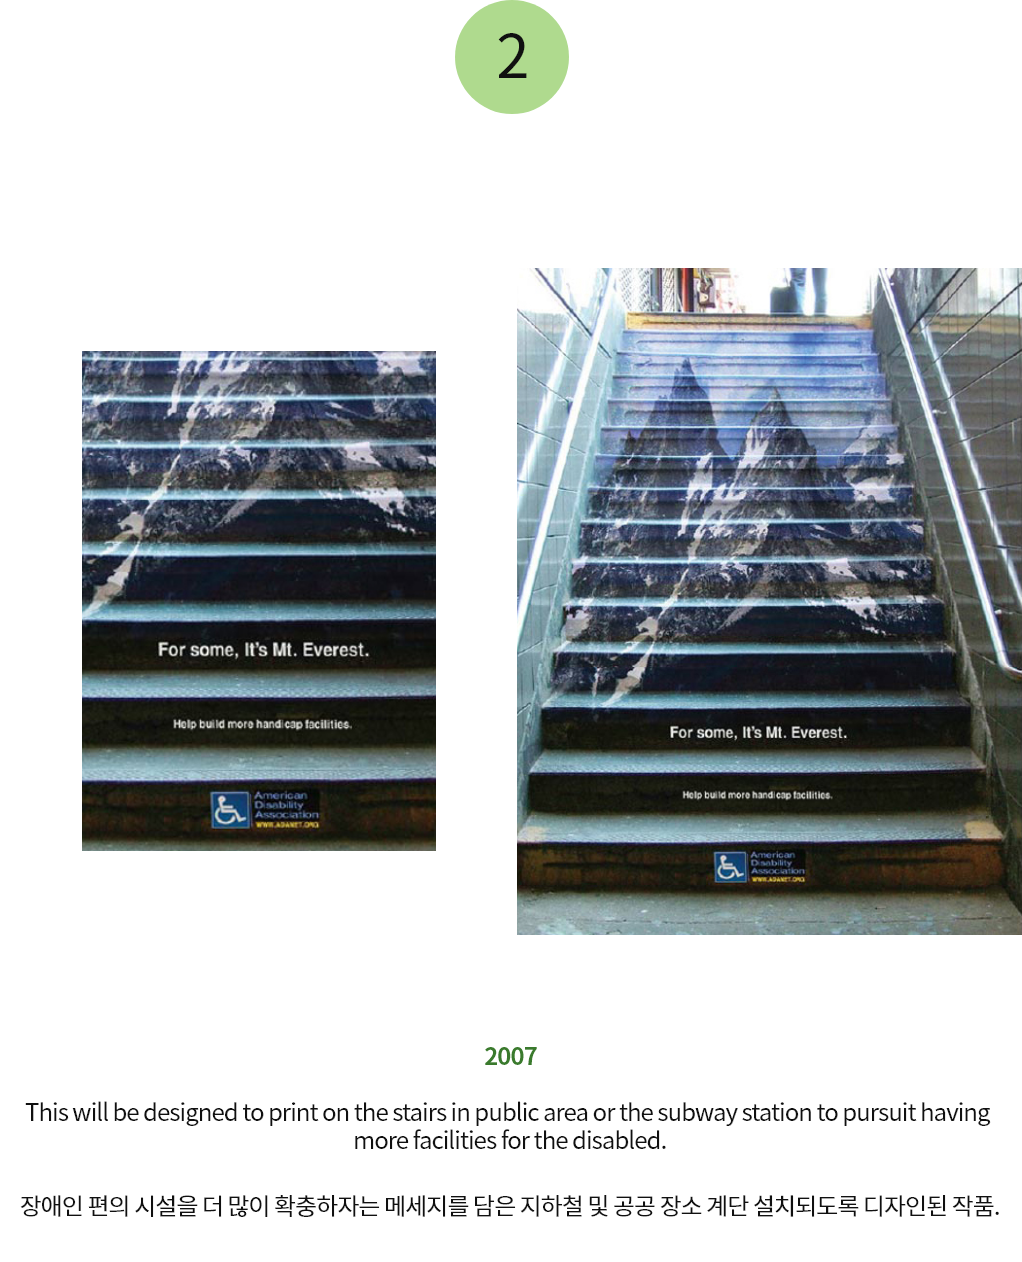 2
For some, It's Mt. Everest.
Help build more handicap facilities.
American
Disability
Association
WWW.ADANET.ORG
For some, It's Mt. Everest.
Help build more handicap facilities.
American
Disability
Association
WWW.ADANET.ORG
2007
This will be designed to print on the stairs in public area or the subway station to pursuit having
more facilities for the disabled.
장애인 편의 시설을 더 많이 확충하자는 메세지를 담은 지하철 및 공공 장소 계단 설치되도록 디자인된 작품.